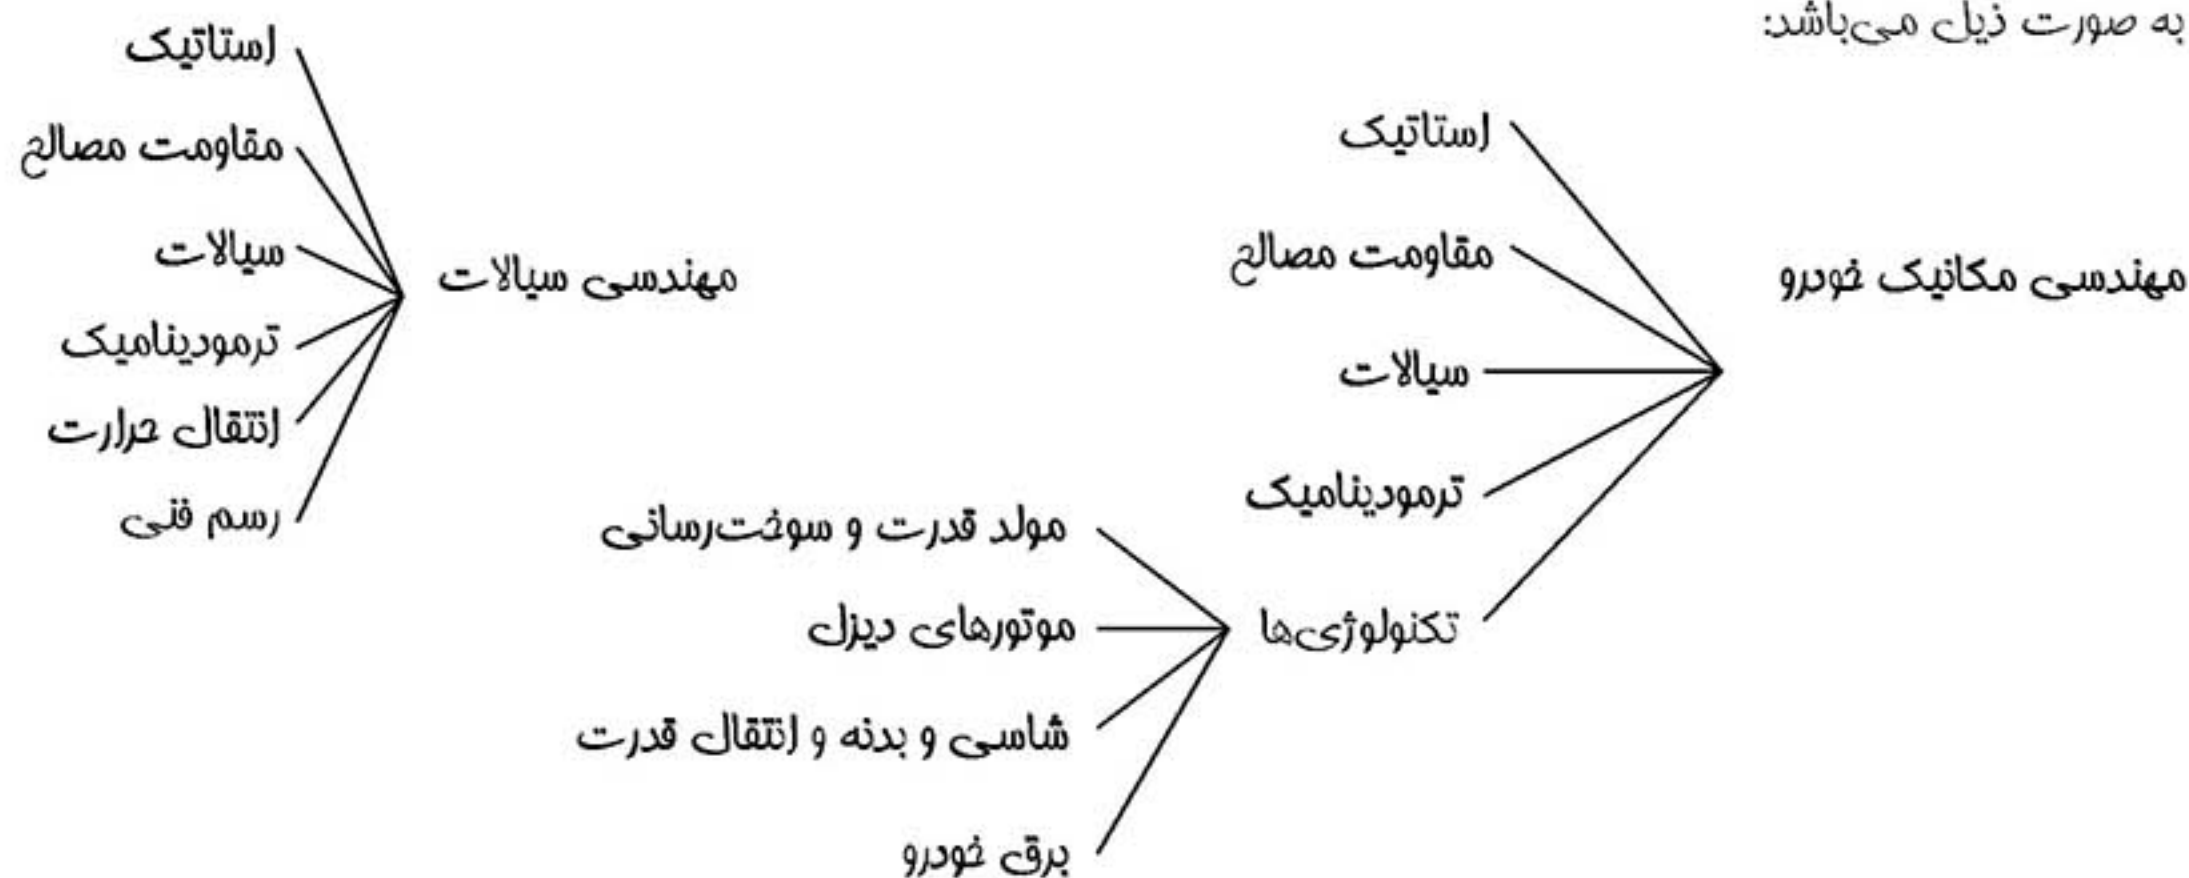 به صورت ذیل می‌باشد:
مهندسی مکانیک خودرو
استاتیک
مقاومت مصالح
سیالات
ترمودینامیک
تکنولوژی‌ها
مولد قدرت و سوخت‌رسانی
موتورهای دیزل
شاسی و بدنه و انتقال قدرت
برق خودرو
مهندسی سیالات
استاتیک
مقاومت مصالح
سیالات
ترمودینامیک
انتقال حرارت
رسم فنی